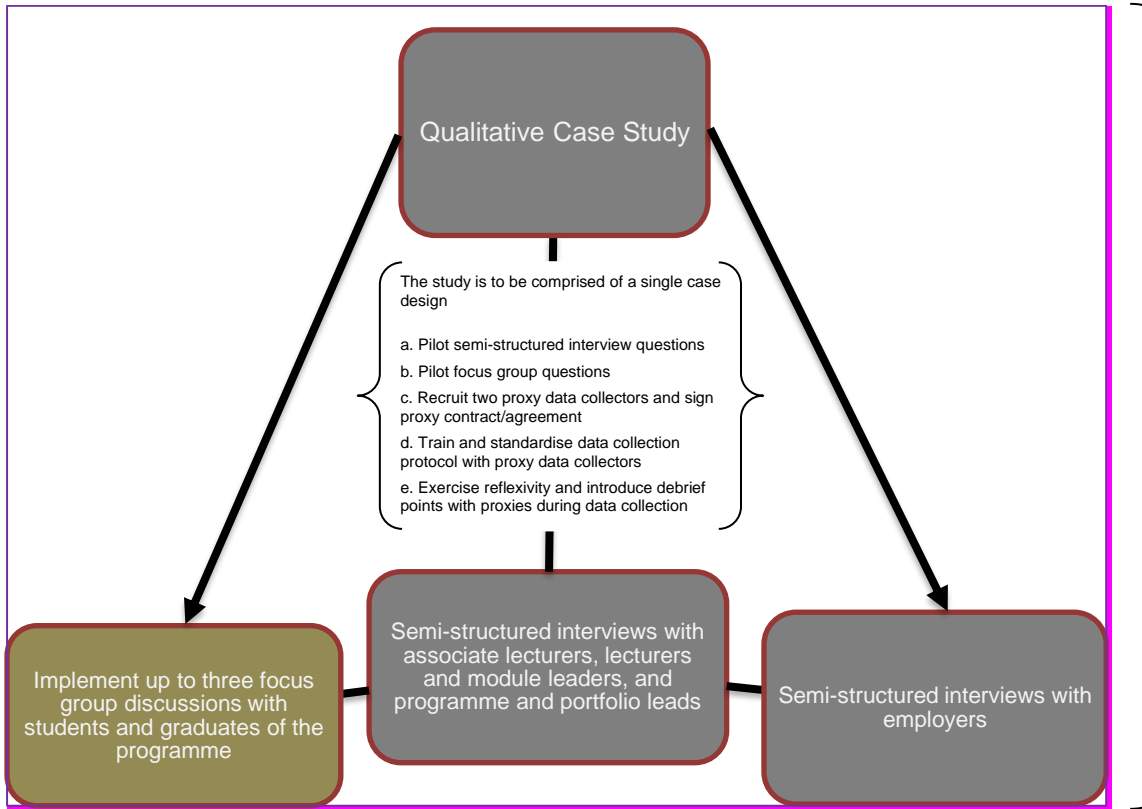 Qualitative Case Study
The study is to be comprised of a single case
design
a. Pilot semi-structured interview questions
b. Pilot focus group questions
c. Recruit two proxy data collectors and sign
proxy contract/agreement
d. Train and standardise data collection
protocol with proxy data collectors
e. Exercise reflexivity and introduce debrief
points with proxies during data collection
Implement up to three focus
group discussions with
students and graduates of the
programme
Semi-structured interviews with
associate lecturers, lecturers
and module leaders, and
programme and portfolio leads
Semi-structured interviews with
employers